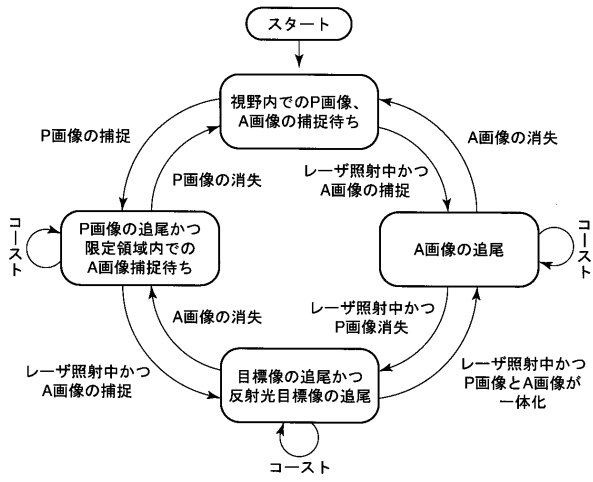 スタート
視野内でのP画像、
A画像の捕捉待ち
P画像の捕捉
A画像の消失
P画像の消失
レーザ照射中かつ
A画像の捕捉
コースト
P画像の追尾かつ
限定領域内での
A画像捕捉待ち
A画像の追尾
コースト
A画像の消失
レーザ照射中かつ
P画像消失
レーザ照射中かつ
A画像の捕捉
目標像の追尾かつ
反射光目標像の追尾
レーザ照射中かつ
P画像とA画像が
一体化
コースト